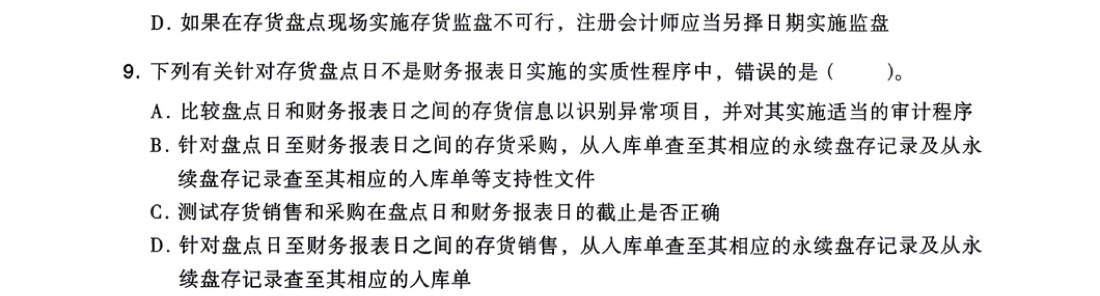 D. 如果在存货盘点现场实施存货监盘不可行，注册会计师应当另择日期实施监盘
9. 下列有关针对存货盘点日不是财务报表日实施的实质性程序中，错误的是（　　）。
A. 比较盘点日和财务报表日之间的存货信息以识别异常项目，并对其实施适当的审计程序
B. 针对盘点日至财务报表日之间的存货采购，从入库单查至其相应的永续盘存记录及从永
续盘存记录查至其相应的入库单等支持性文件
C. 测试存货销售和采购在盘点日和财务报表日的截止是否正确
D. 针对盘点日至财务报表日之间的存货销售，从入库单查至其相应的永续盘存记录及从永
续盘存记录查至其相应的入库单